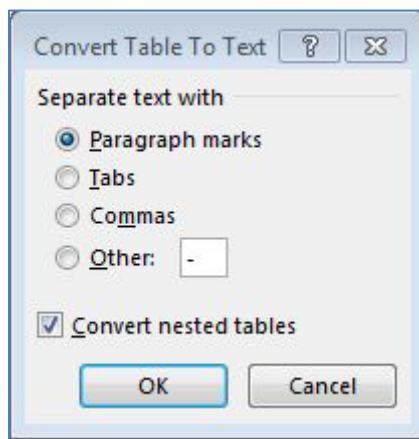 Convert Table To Text ?
Separate text with
Paragraph marks
Tabs
Commas
Other: -
Convert nested tables
OK Cancel